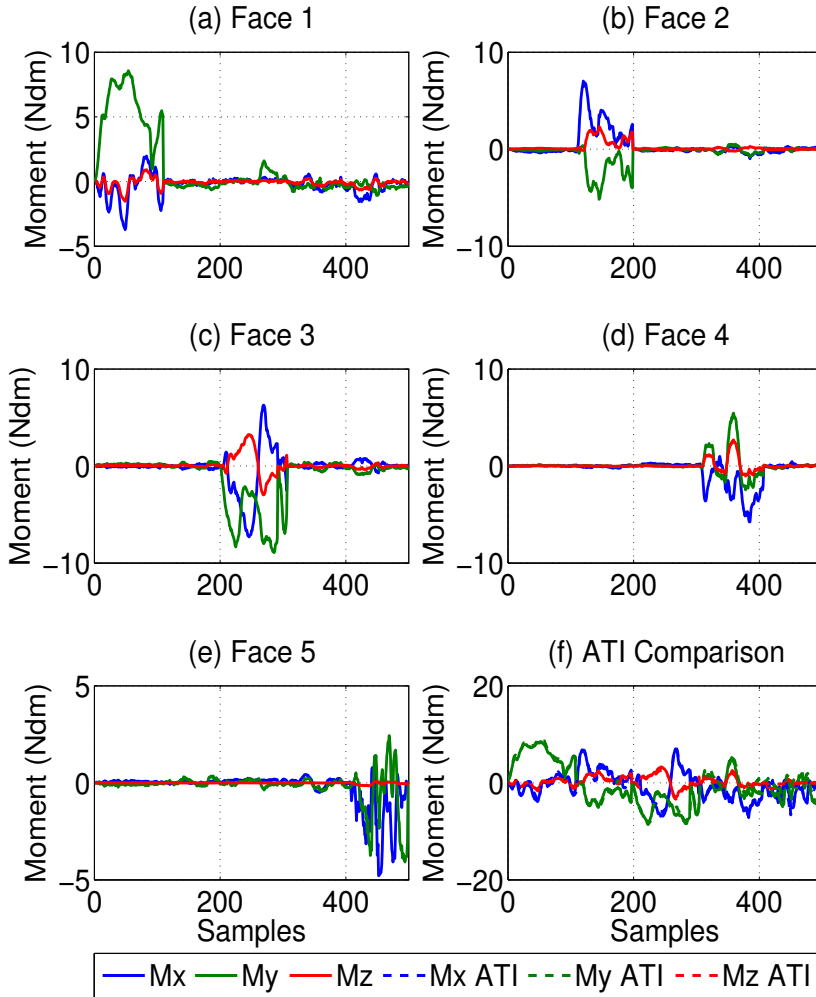 (a) Face 1
Moment (Ndm)
10
5
0
−5
0 200 400
(b) Face 2
Moment (Ndm)
10
0
−10
0 200 400
(c) Face 3
Moment (Ndm)
10
0
−10
0 200 400
(d) Face 4
Moment (Ndm)
10
0
−10
0 200 400
(e) Face 5
Moment (Ndm)
5
0
−5
0 200 400
Samples
(f) ATI Comparison
Moment (Ndm)
20
0
−20
0 200 400
Samples
Mx My Mz Mx ATI My ATI Mz ATI